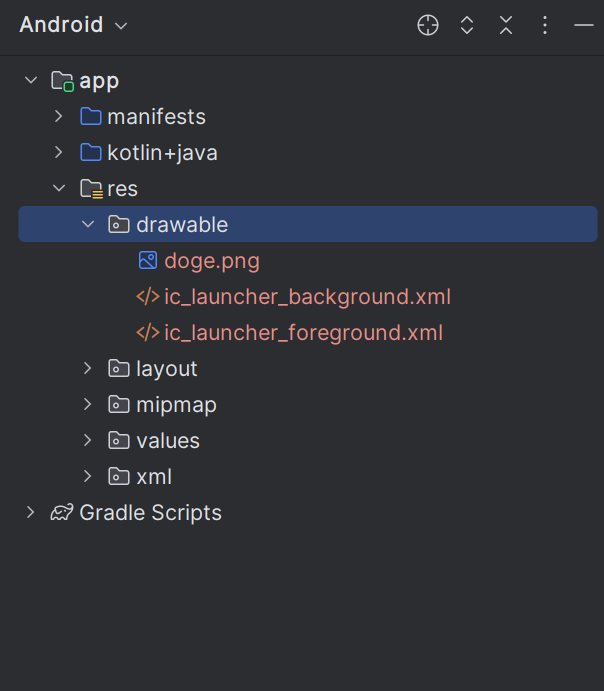 Android
app
manifests
kotlin+java
res
drawable
doge.png
ic_launcher_background.xml
ic_launcher_foreground.xml
layout
mipmap
values
xml
Gradle Scripts